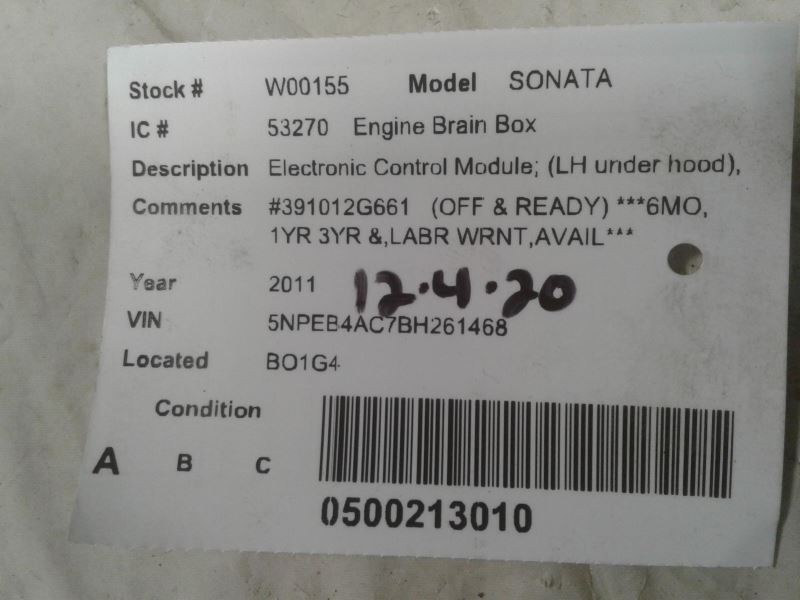 Stock # W00155 Model SONATA
IC # 53270 Engine Brain Box
Description Electronic Control Module; (LH under hood),
Comments #391012G661 (OFF & READY) ***6MO,
1YR 3YR &,LABR WRNT,AVAIL***
Year 2011 12.4.20
VIN 5NPEB4AC7BH261468
Located BO1G4
Condition
A B C
0500213010